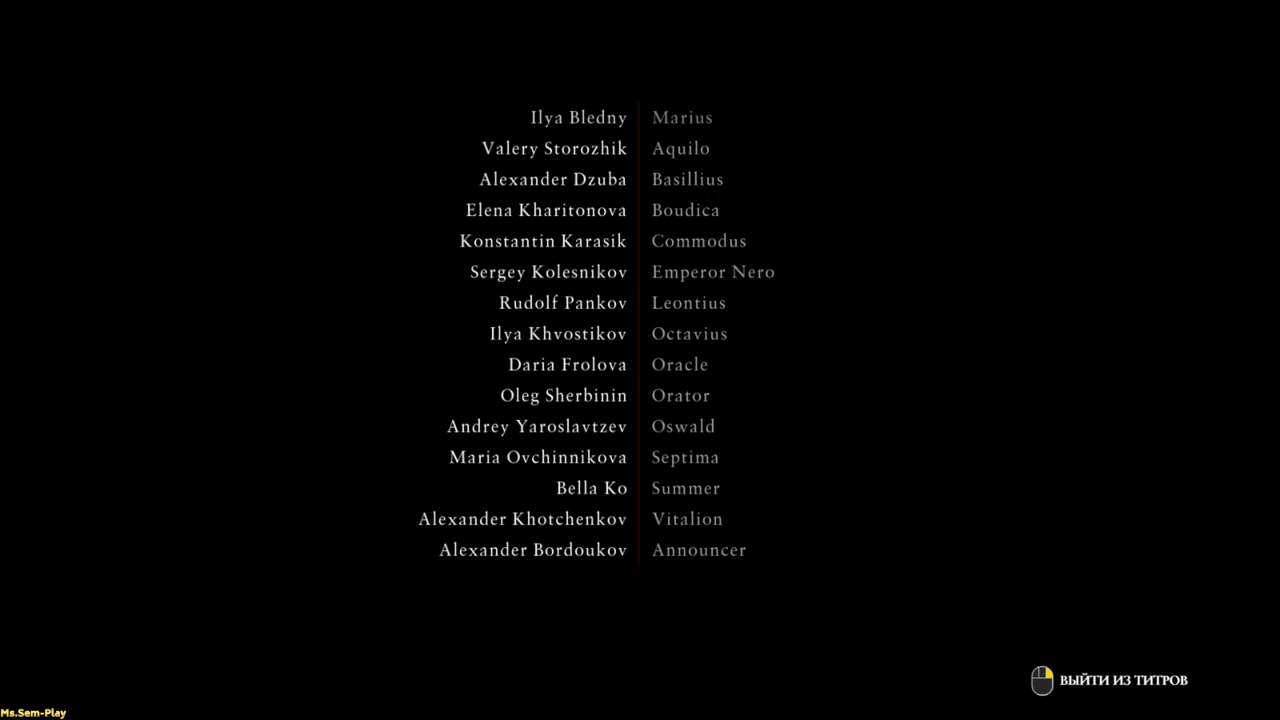 Ilya Bledny Marius
Valery Storozhik Aquilo
Alexander Dzuba Basillius
Elena Kharitonova Boudica
Konstantin Karasik Commodus
Sergey Kolesnikov Emperor Nero
Rudolf Pankov Leontius
Ilya Khvostikov Octavius
Daria Frolova Oracle
Oleg Sherbinin Orator
Andrey Yaroslavtzev Oswald
Maria Ovchinnikova Septima
Bella Ko Summer
Alexander Khotchenkov Vitalion
Alexander Bordoukov Announcer
ВЫЙТИ ИЗ ТИТРОВ
Ms.Sem-Play